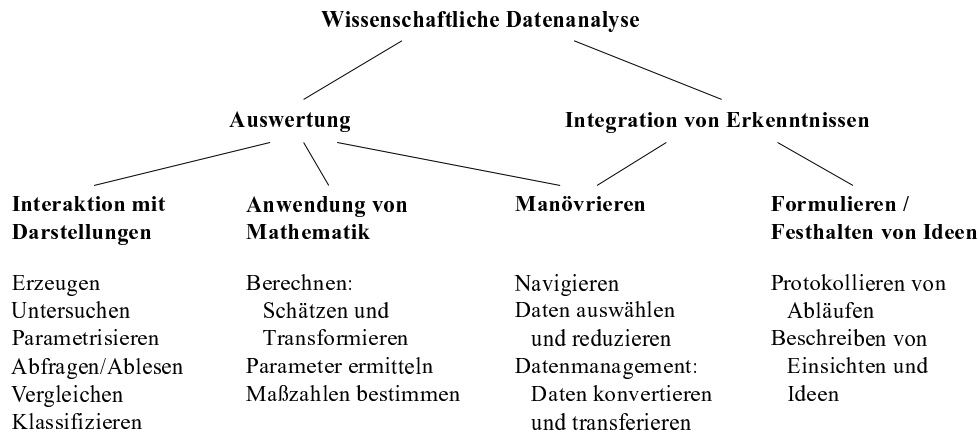 Wissenschaftliche Datenanalyse
Auswertung
Integration von Erkenntnissen
Interaktion mit
Darstellungen
Erzeugen
Untersuchen
Parametrisieren
Abfragen/Ablesen
Vergleichen
Klassifizieren
Anwendung von
Mathematik
Berechnen:
Schätzen und
Transformieren
Parameter ermitteln
Maßzahlen bestimmen
Manövrieren
Navigieren
Daten auswählen
und reduzieren
Datenmanagement:
Daten konvertieren
und transferieren
Formulieren /
Festhalten von Ideen
Protokollieren von
Abläufen
Beschreiben von
Einsichten und
Ideen